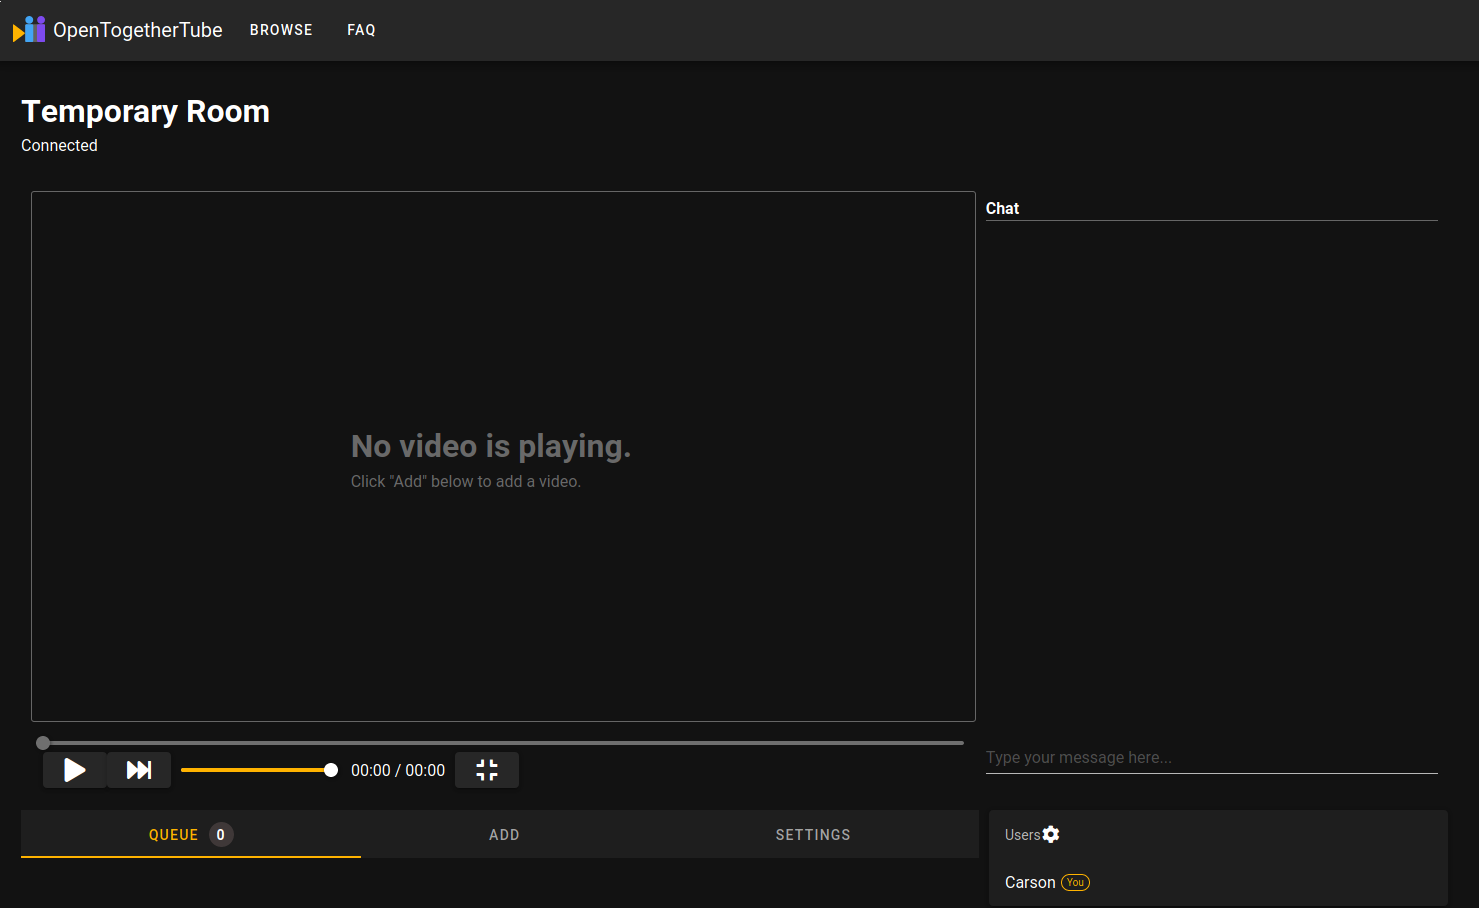 OpenTogetherTube BROWSE FAQ
Temporary Room
Connected
No video is playing.
Click "Add" below to add a video.
Chat
Type your message here...
00:00 / 00:00
QUEUE 0 ADD SETTINGS
Users
Carson You